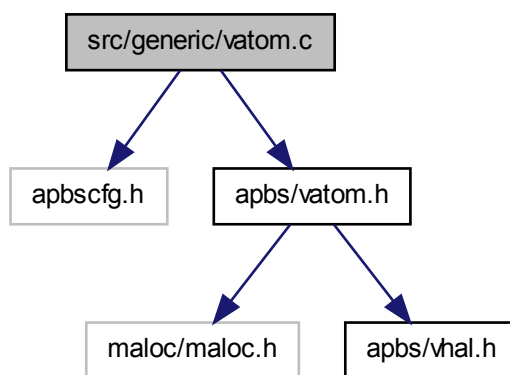 src/generic/vatom.c
apbscfg.h
apbs/vatom.h
maloc/maloc.h
apbs/vhal.h